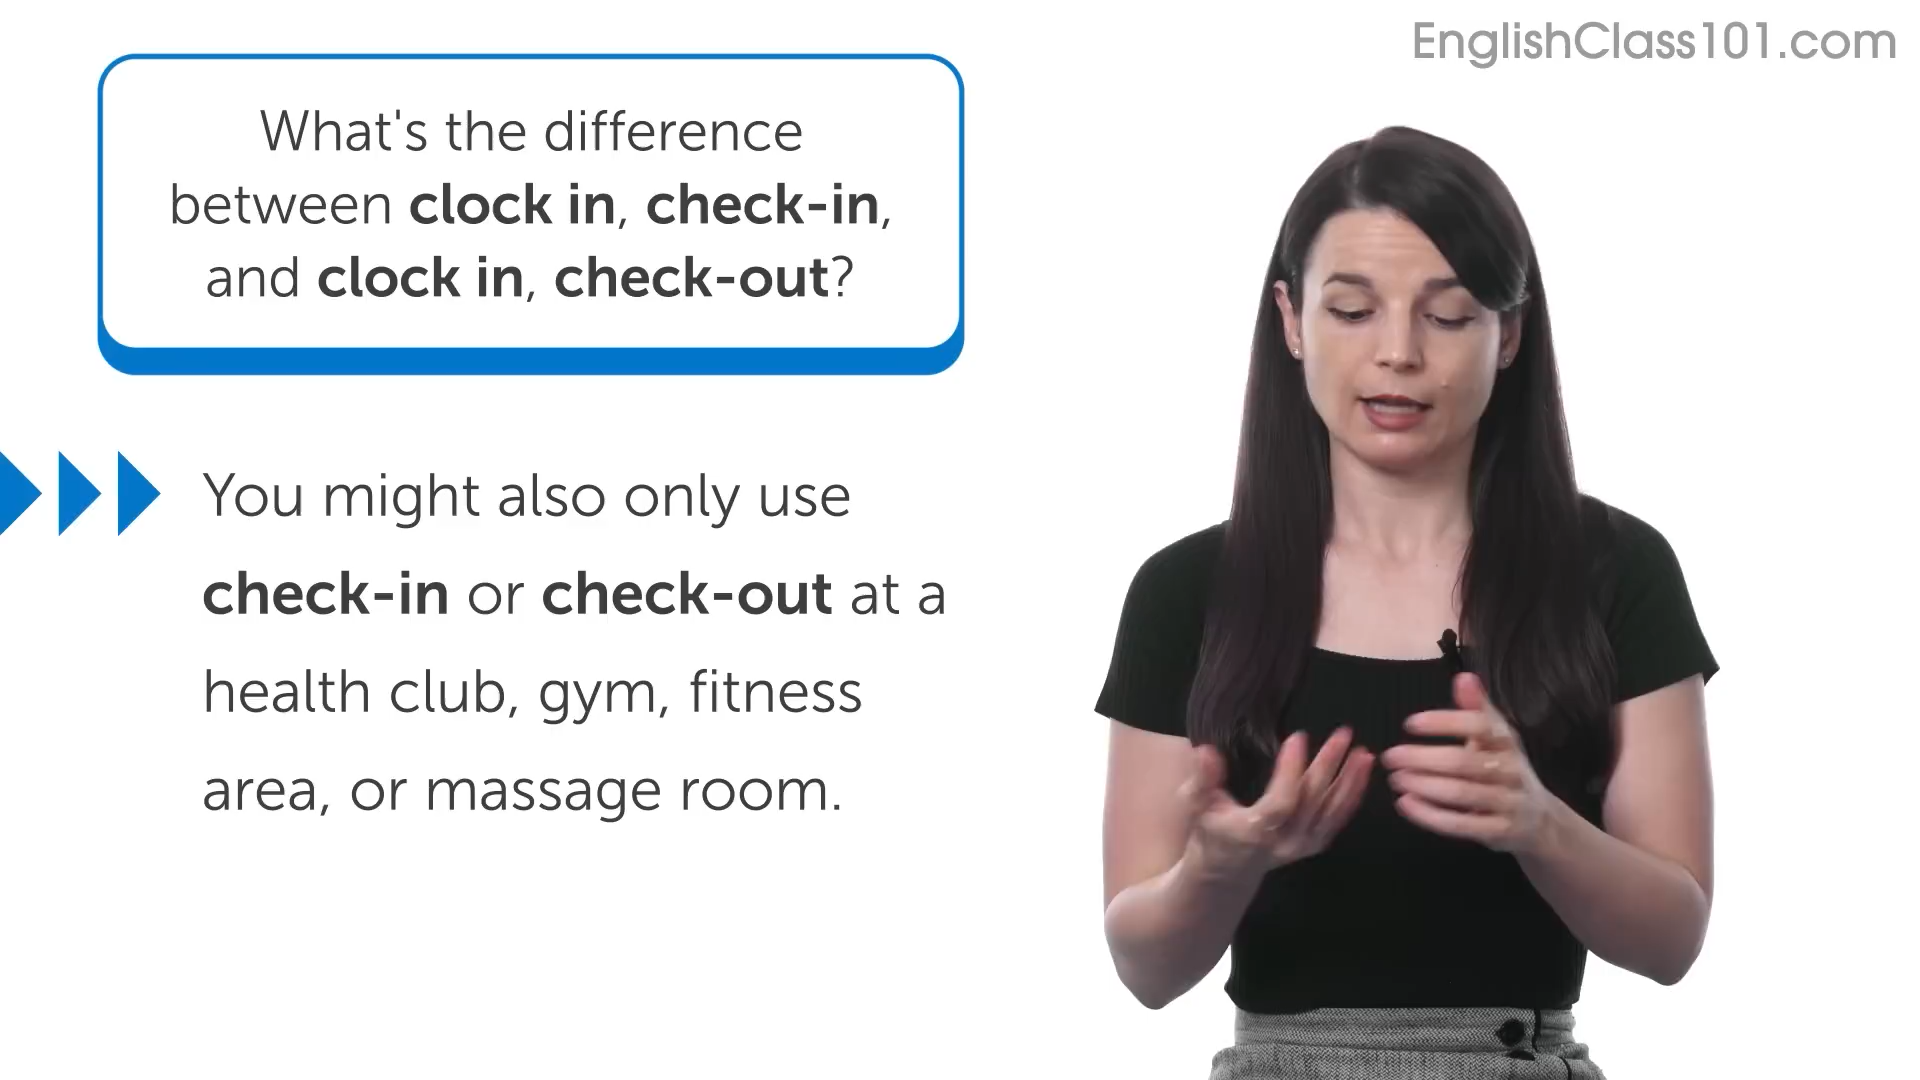 EnglishClass101.com
What's the difference
between clock in, check-in,
and clock in, check-out?
You might also only use
check-in or check-out at a
health club, gym, fitness
area, or massage room.